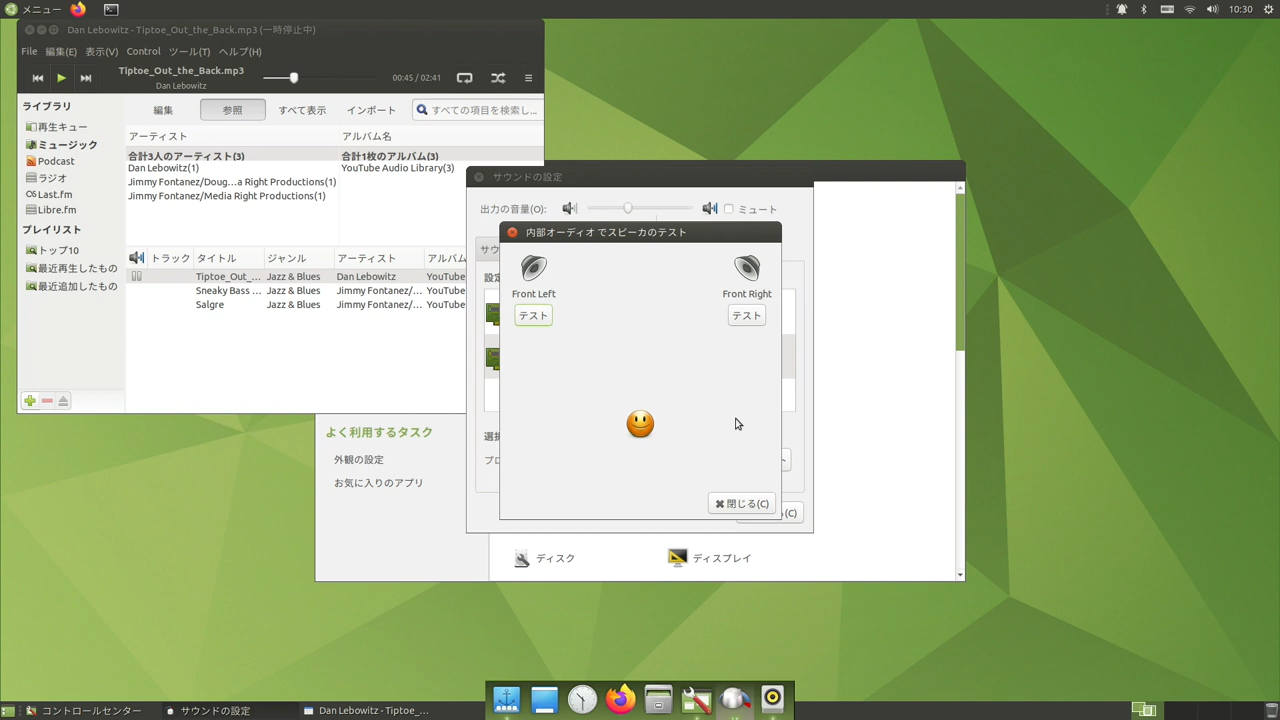 メニュー
10:30
Dan Lebowitz - Tiptoe_Out_the_Back.mp3 (一時停止中)
File 編集(E) 表示(V) Control ツール(T) ヘルプ(H)
Tiptoe_Out_the_Back.mp3
Dan Lebowitz
00:45 / 02:41
ライブラリ
再生キュー
ミュージック
Podcast
ラジオ
Last.fm
Libre.fm
プレイリスト
トップ10
最近再生したもの
最近追加したもの
編集 参照 すべて表示 インポート すべての項目を検索し...
アーティスト アルバム名
合計3人のアーティスト(3) 合計1枚のアルバム(3)
Dan Lebowitz(1) YouTube Audio Library(3)
Jimmy Fontanez/Doug...a Right Productions(1)
Jimmy Fontanez/Media Right Productions(1)
トラック タイトル ジャンル アーティスト アルバム
Tiptoe_Out_... Jazz & Blues Dan Lebowitz YouTube
Sneaky Bass ... Jazz & Blues Jimmy Fontanez/... YouTube
Salgre Jazz & Blues Jimmy Fontanez/... YouTube
サウンドの設定
出力の音量(O): ミュート
サウ
設定
選択
プロ
(C)
内部オーディオ でスピーカのテスト
Front Left Front Right
テスト テスト
閉じる(C)
よく利用するタスク
外観の設定
お気に入りのアプリ
ディスク ディスプレイ
コントロールセンター サウンドの設定 Dan Lebowitz - Tiptoe_...